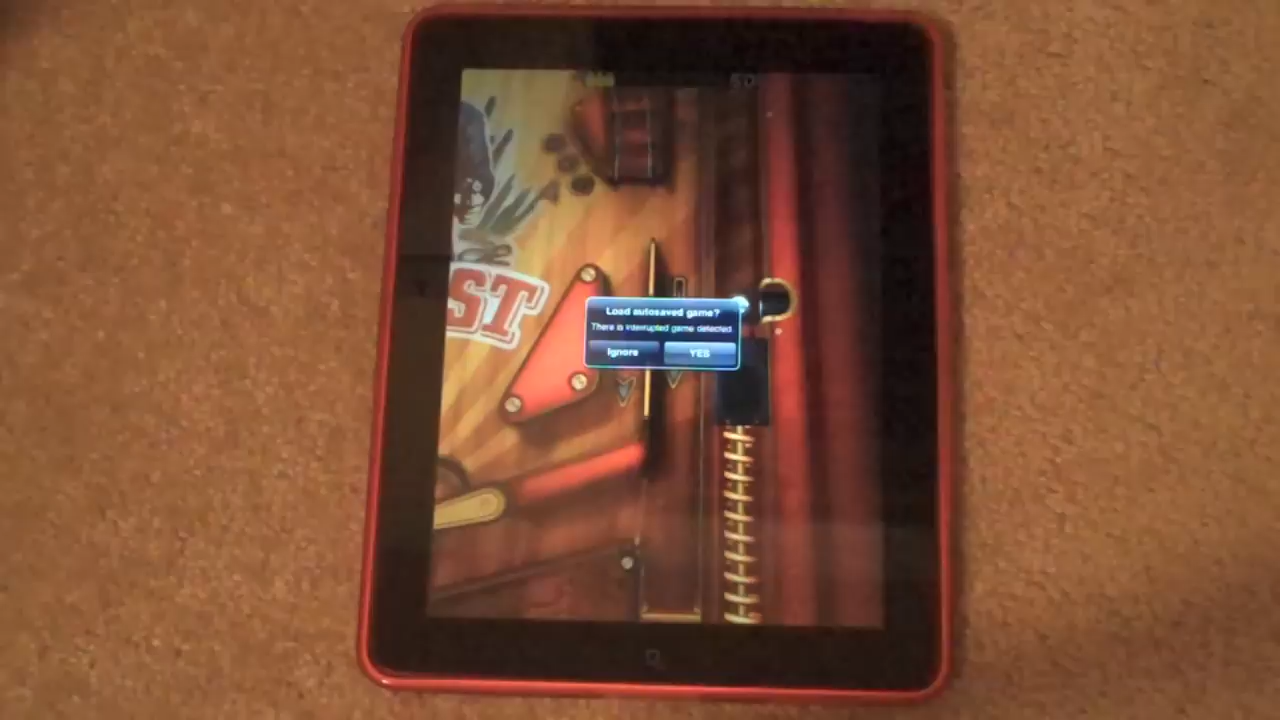 ST
Load autosaved game?
There is interrupted game detected
Ignore
YES